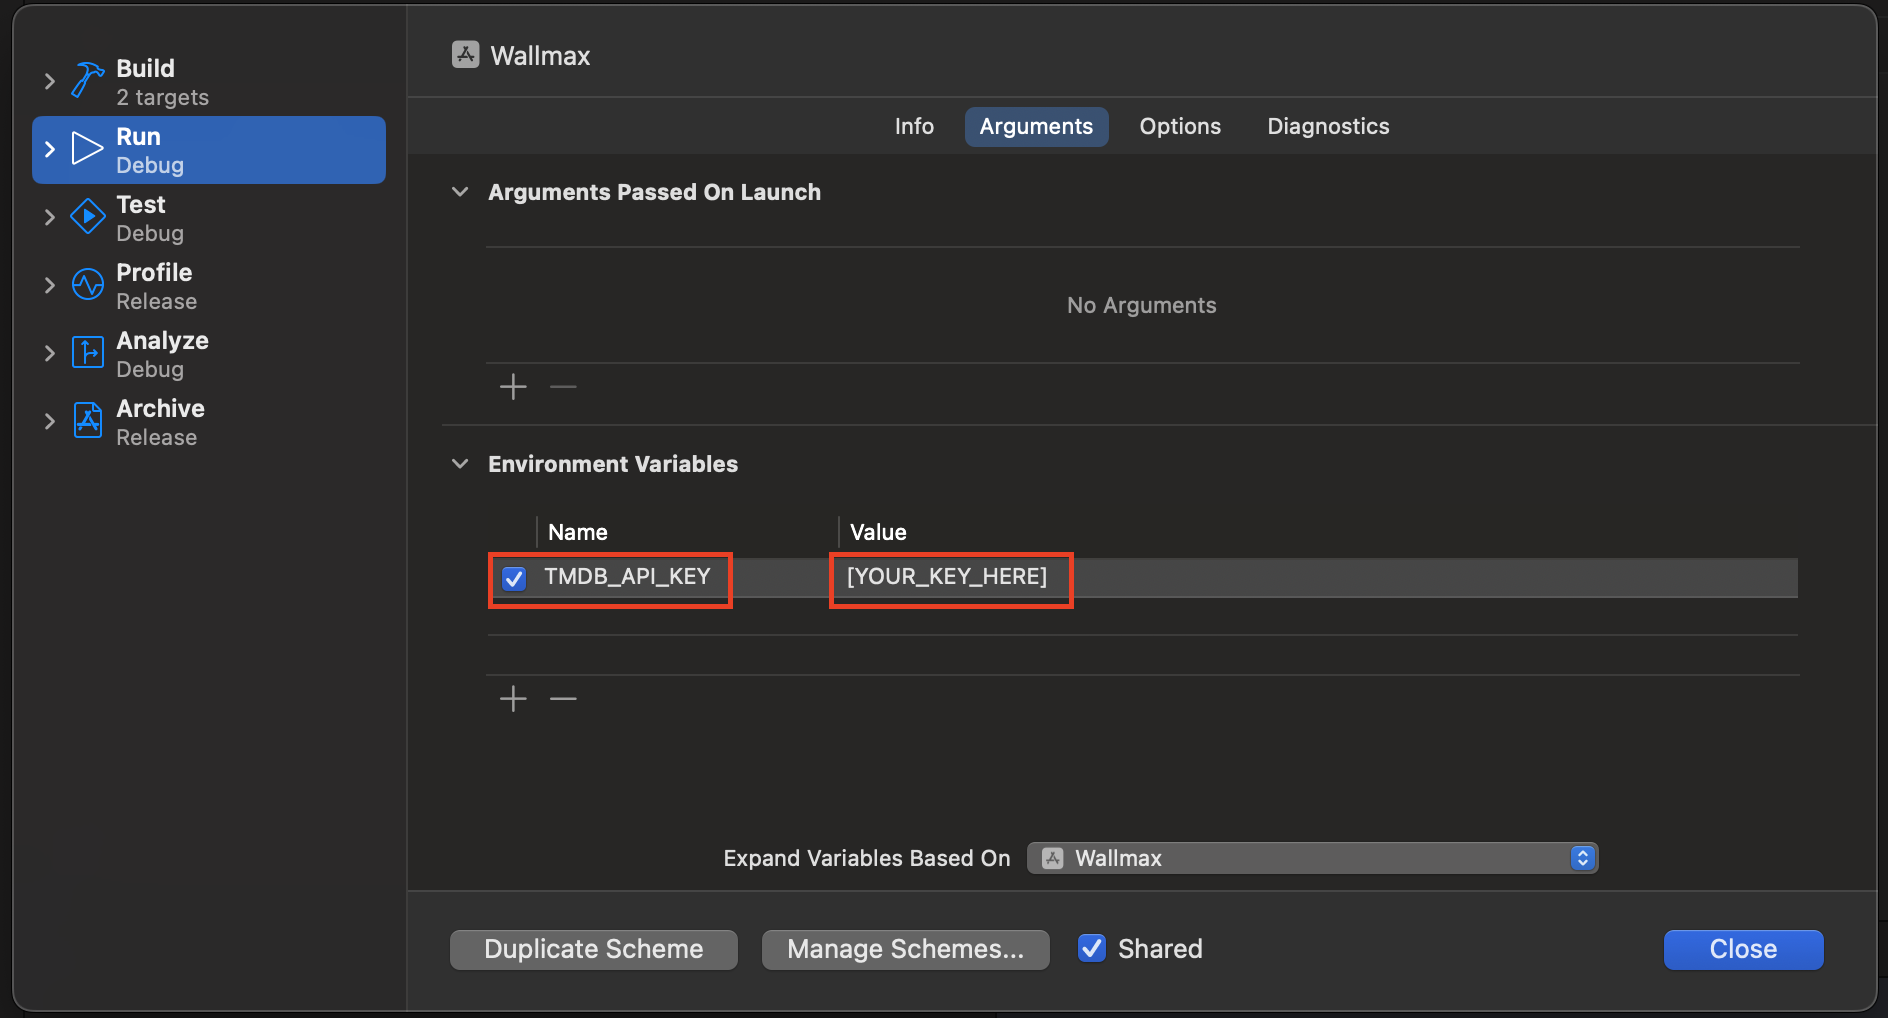 Build
2 targets
Run
Debug
Test
Debug
Profile
Release
Analyze
Debug
Archive
Release
Wallmax
Info Arguments Options Diagnostics
Arguments Passed On Launch
No Arguments
Environment Variables
Name Value
TMDB_API_KEY [YOUR_KEY_HERE]
Expand Variables Based On Wallmax
Duplicate Scheme Manage Schemes... Shared Close